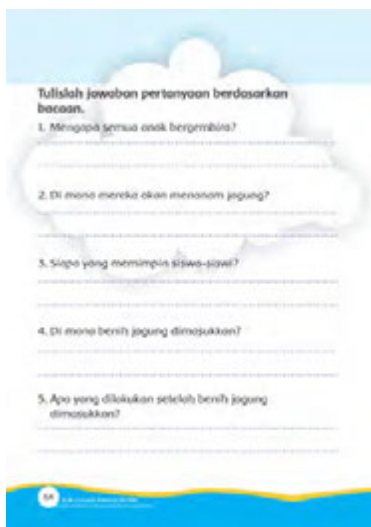 Tulislah jawaban pertanyaan berdasarkan
bacaan.
1. Mengapa semua anak bergembira?
2. Di mana mereka akan menanam jagung?
3. Siapa yang memimpin siswa-siswi?
4. Di mana benih jagung dimasukkan?
5. Apa yang dilakukan setelah benih jagung
dimasukkan?